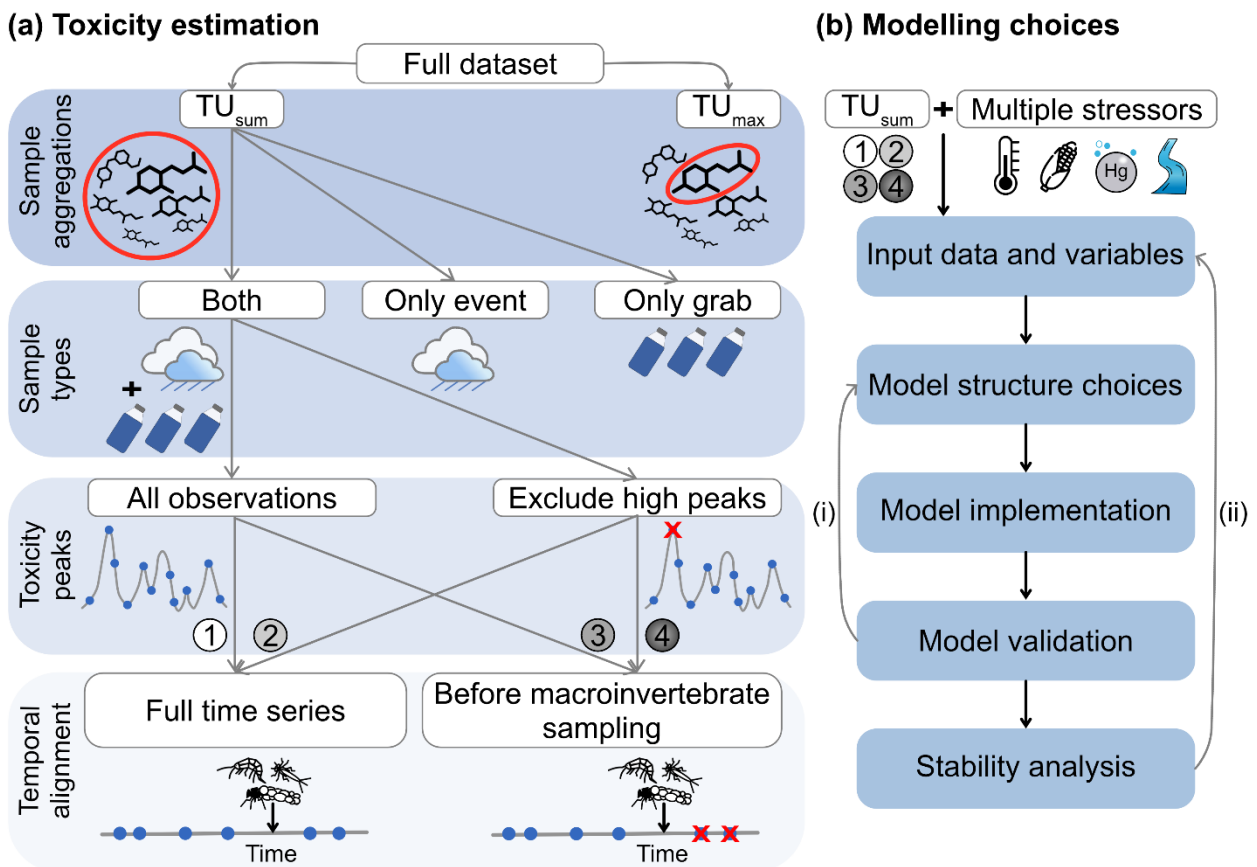 (a) Toxicity estimation
Full dataset
Sample
aggregations
TUsum
TUmax
Sample
types
Both
Only event
Only grab
+
Toxicity
peaks
All observations
Exclude high peaks
1
2
3
4
Temporal
alignment
Full time series
Before macroinvertebrate
sampling
Time
Time
(b) Modelling choices
TUsum + Multiple stressors
1 2
3 4
Hg
Input data and variables
Model structure choices
Model implementation
(i)
(ii)
Model validation
Stability analysis